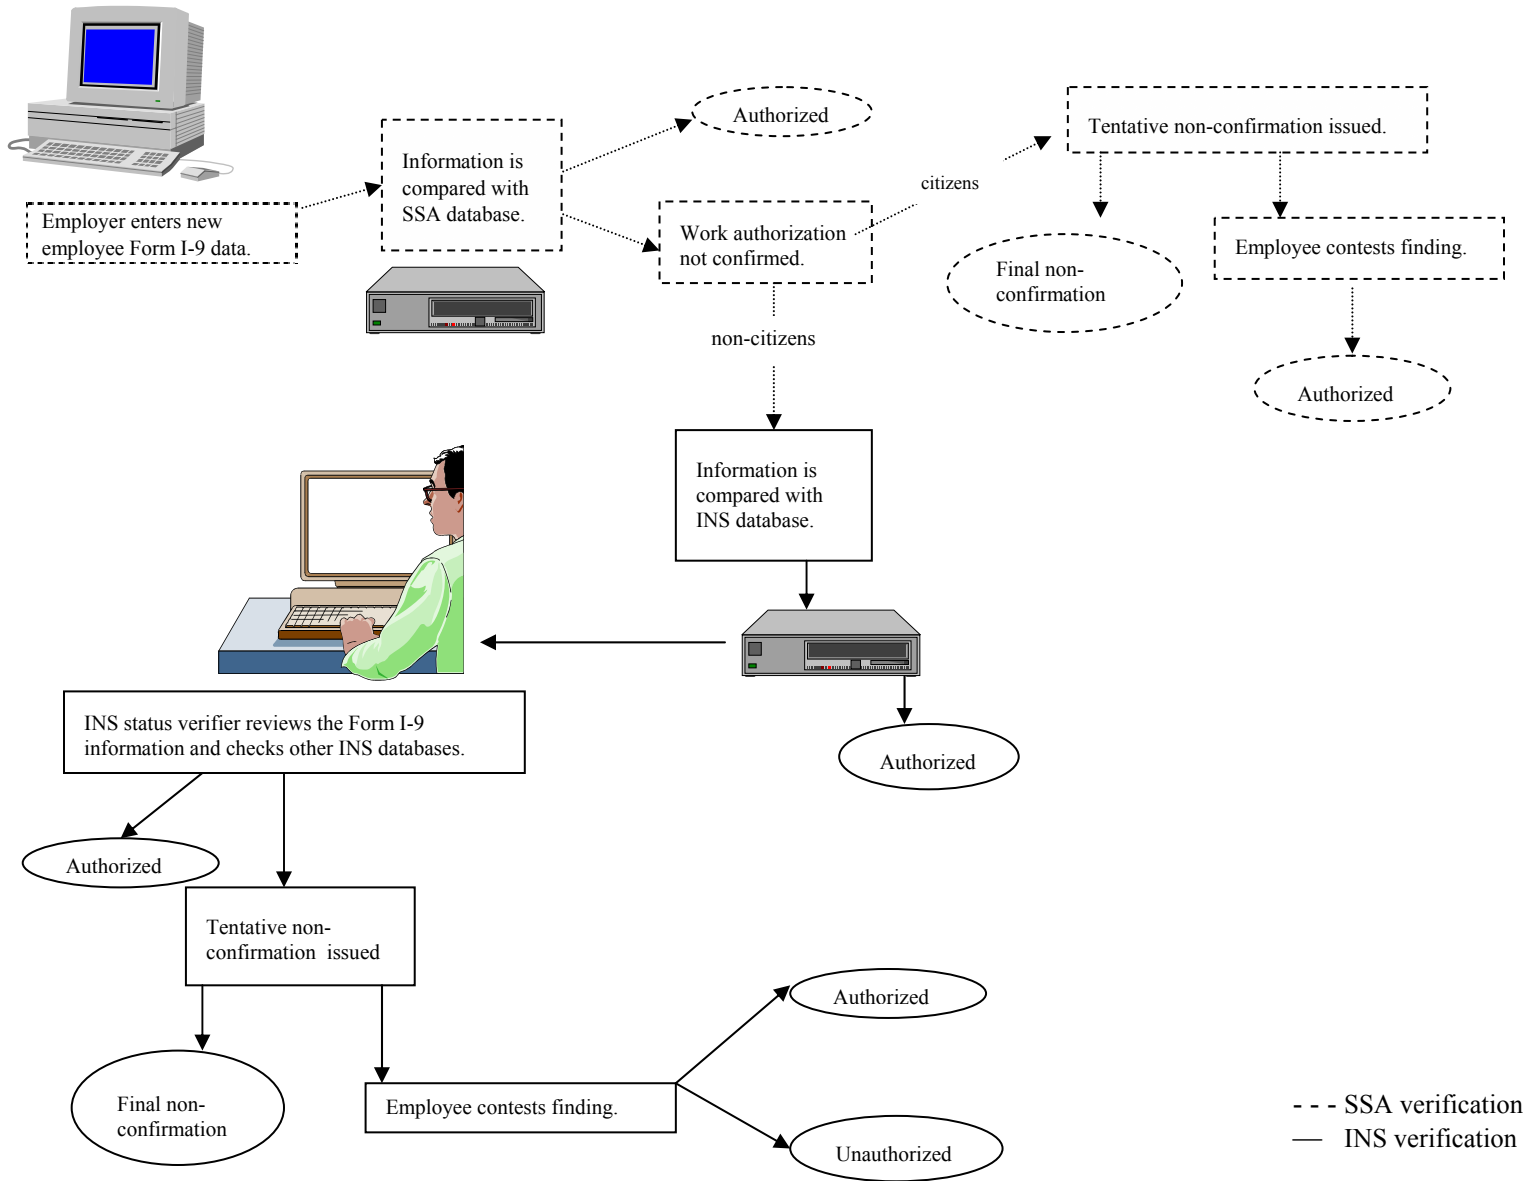 Authorized
Tentative non-confirmation issued.
Information is
compared with
SSA database.
citizens
Employer enters new
employee Form I-9 data.
Work authorization
not confirmed.
Employee contests finding.
Final non-
confirmation
non-citizens
Authorized
Information is
compared with
INS database.
INS status verifier reviews the Form I-9
information and checks other INS databases.
Authorized
Authorized
Tentative non-
confirmation  issued
Authorized
Final non-
confirmation
Employee contests finding.
Unauthorized
SSA verification
INS verification